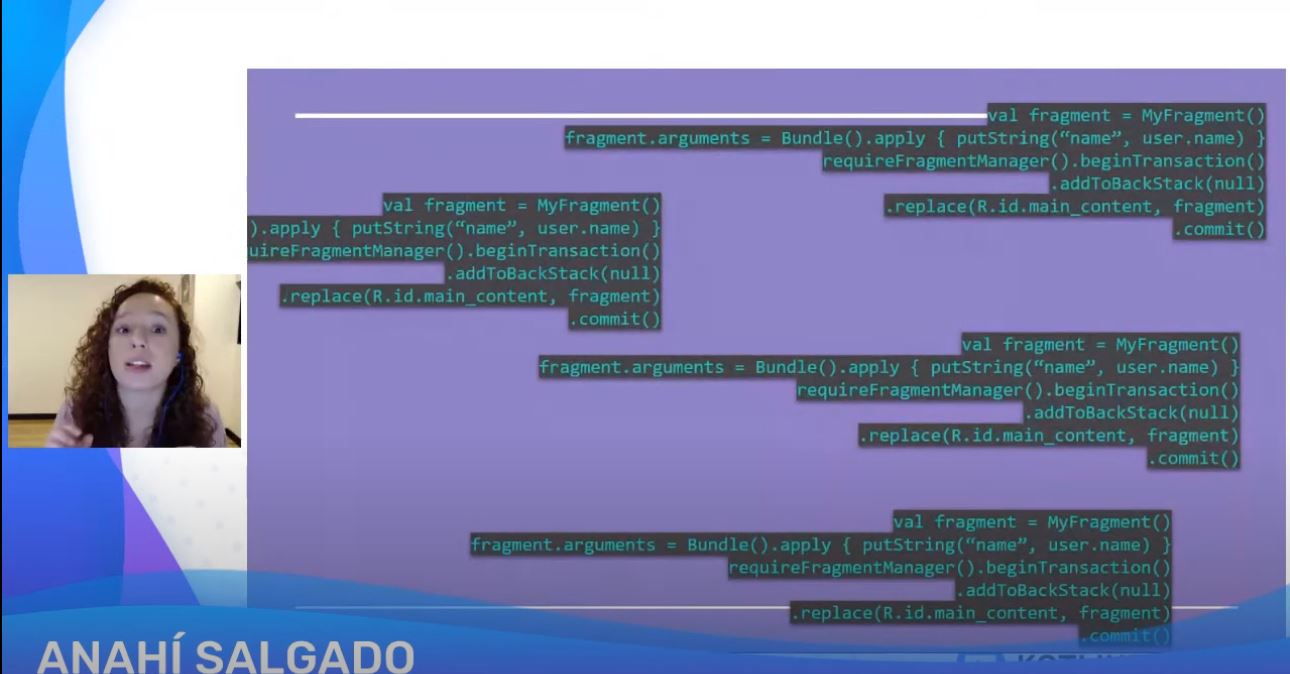 val fragment = MyFragment()
fragment.arguments = Bundle().apply { putString(“name”, user.name) }
requireFragmentManager().beginTransaction()
.addToBackStack(null)
.replace(R.id.main_content, fragment)
.commit()
val fragment = MyFragment()
).apply { putString(“name”, user.name) }
uireFragmentManager().beginTransaction()
.addToBackStack(null)
.replace(R.id.main_content, fragment)
.commit()
val fragment = MyFragment()
fragment.arguments = Bundle().apply { putString(“name”, user.name) }
requireFragmentManager().beginTransaction()
.addToBackStack(null)
.replace(R.id.main_content, fragment)
.commit()
val fragment = MyFragment()
fragment.arguments = Bundle().apply { putString(“name”, user.name) }
requireFragmentManager().beginTransaction()
.addToBackStack(null)
.replace(R.id.main_content, fragment)
.commit()
ANAHÍ SALGADO